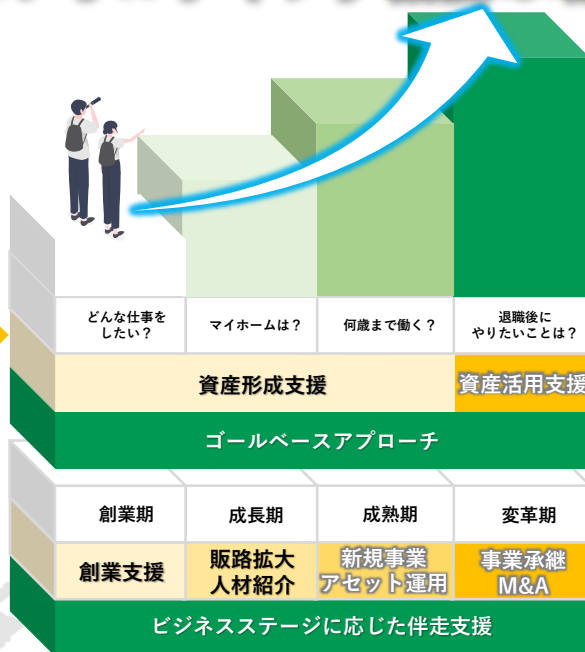 どんな仕事を
したい？
マイホームは？
何歳まで働く？
退職後に
やりたいことは？
資産形成支援
資産活用支援
ゴールベースアプローチ
創業期
成長期
成熟期
変革期
創業支援
販路拡大
人材紹介
新規事業
アセット運用
事業承継
M&A
ビジネスステージに応じた伴走支援